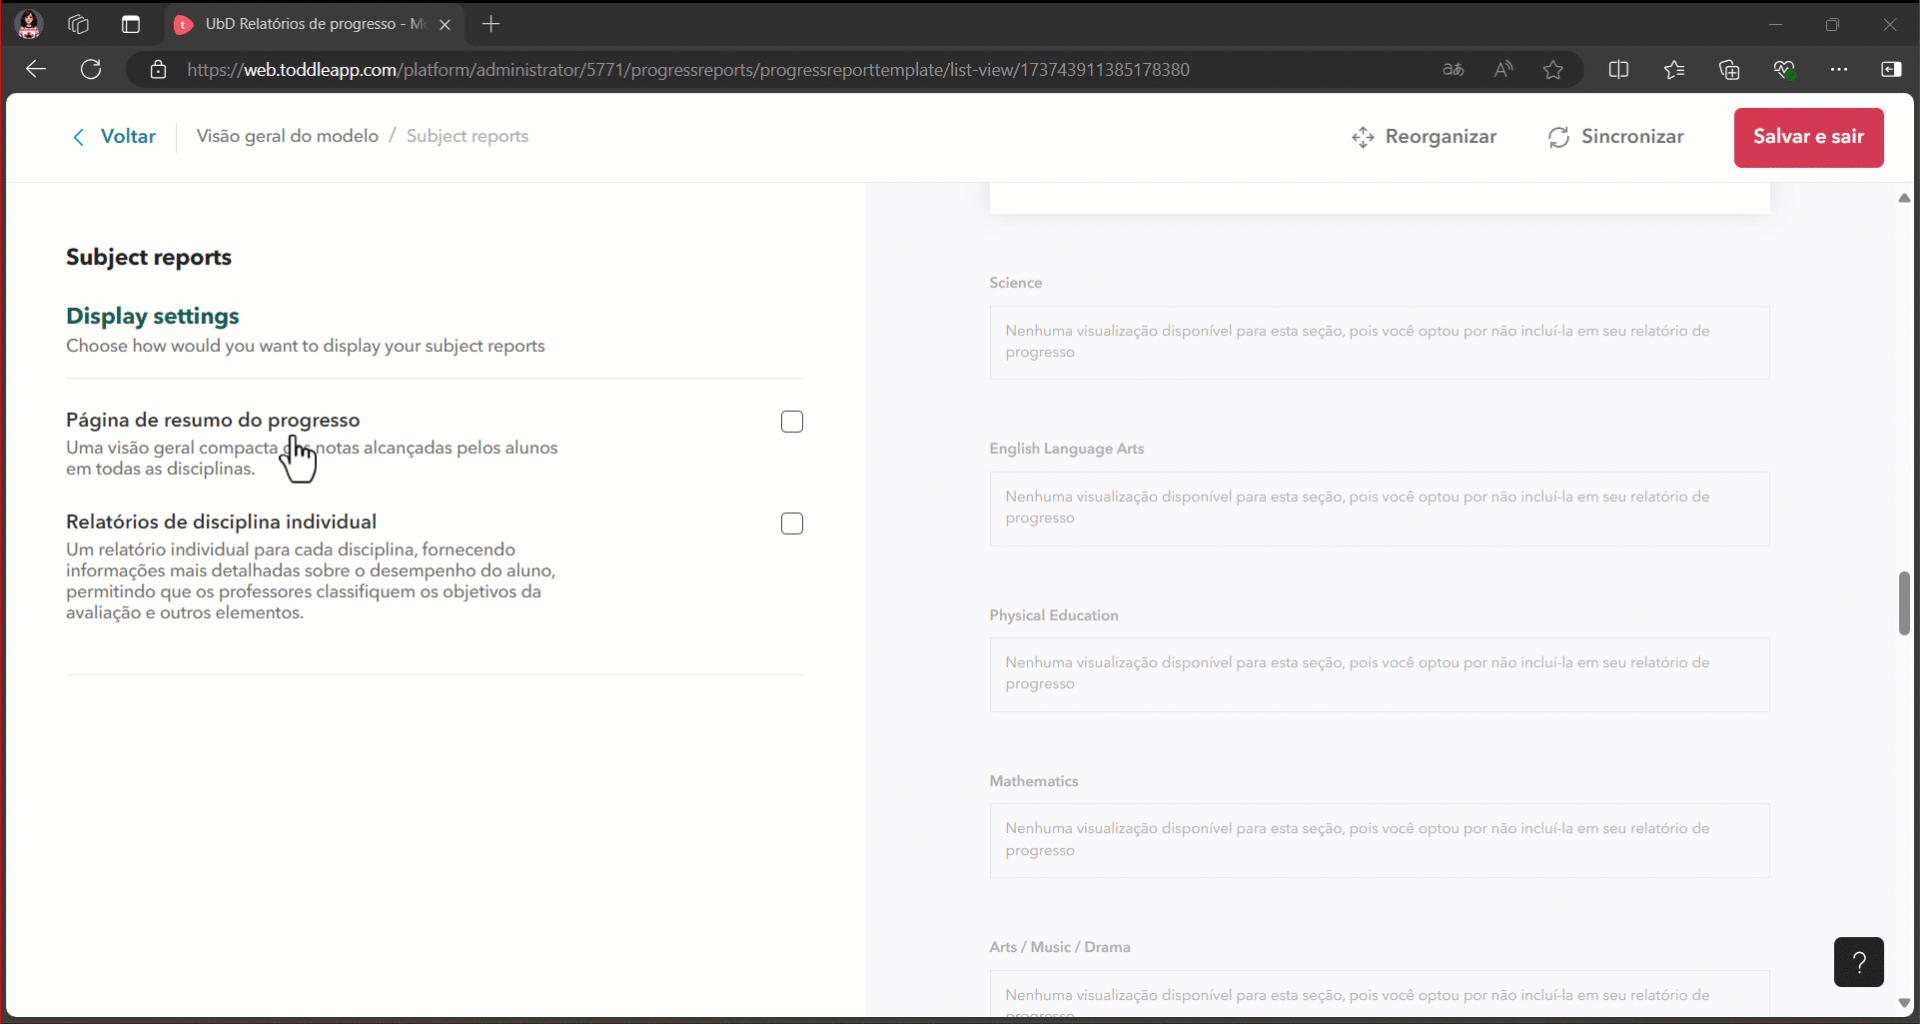 UbD Relatórios de progresso - M
https://web.toddleapp.com/platform/administrator/5771/progressreports/progressreporttemplate/list-view/173743911385178380
Voltar
Visão geral do modelo / Subject reports
Reorganizar
Sincronizar
Salvar e sair
Subject reports
Display settings
Choose how would you want to display your subject reports
Página de resumo do progresso
Uma visão geral compacta notas alcançadas pelos alunos
em todas as disciplinas.
Relatórios de disciplina individual
Um relatório individual para cada disciplina, fornecendo
informações mais detalhadas sobre o desempenho do aluno,
permitindo que os professores classifiquem os objetivos da
avaliação e outros elementos.
Science
Nenhuma visualização disponível para esta seção, pois você optou por não incluí-la em seu relatório de
progresso
English Language Arts
Nenhuma visualização disponível para esta seção, pois você optou por não incluí-la em seu relatório de
progresso
Physical Education
Nenhuma visualização disponível para esta seção, pois você optou por não incluí-la em seu relatório de
progresso
Mathematics
Nenhuma visualização disponível para esta seção, pois você optou por não incluí-la em seu relatório de
progresso
Arts / Music / Drama
Nenhuma visualização disponível para esta seção, pois você optou por não incluí-la em seu relatório de
progresso
?